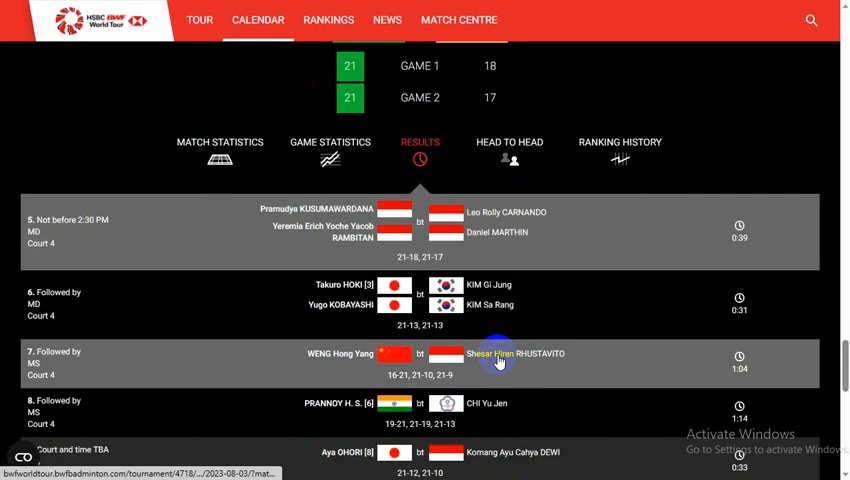 HSBC BWF
World Tour
HSBC
TOUR CALENDAR RANKINGS NEWS MATCH CENTRE
21 GAME 1 18
21 GAME 2 17
MATCH STATISTICS GAME STATISTICS RESULTS HEAD TO HEAD RANKING HISTORY
5. Not before 2:30 PM
MD
Court 4
Pramudya KUSUMAWARDANA
Yeremia Erich Yoche Yacob
RAMBITAN
bt
Leo Rolly CARNANDO
Daniel MARTHIN
21-18, 21-17
0:39
6. Followed by
MD
Court 4
Takuro HOKI [3]
Yugo KOBAYASHI
bt
KIM Gi Jung
KIM Sa Rang
21-13, 21-13
0:31
7. Followed by
MS
Court 4
WENG Hong Yang bt Shesar Hiren RHUSTAVITO
16-21, 21-10, 21-9
1:04
8. Followed by
MS
Court 4
PRANNOY H. S. [6] bt CHI Yu Jen
19-21, 21-19, 21-13
1:14
Court and time TBA
Aya OHORI [8] bt Komang Ayu Cahya DEWI
21-12, 21-10
0:33
Activate Windows
Go to Settings to activate Windows.
bwfworldtour.bwfbadminton.com/tournament/4718/.../2023-08-03/?mat...